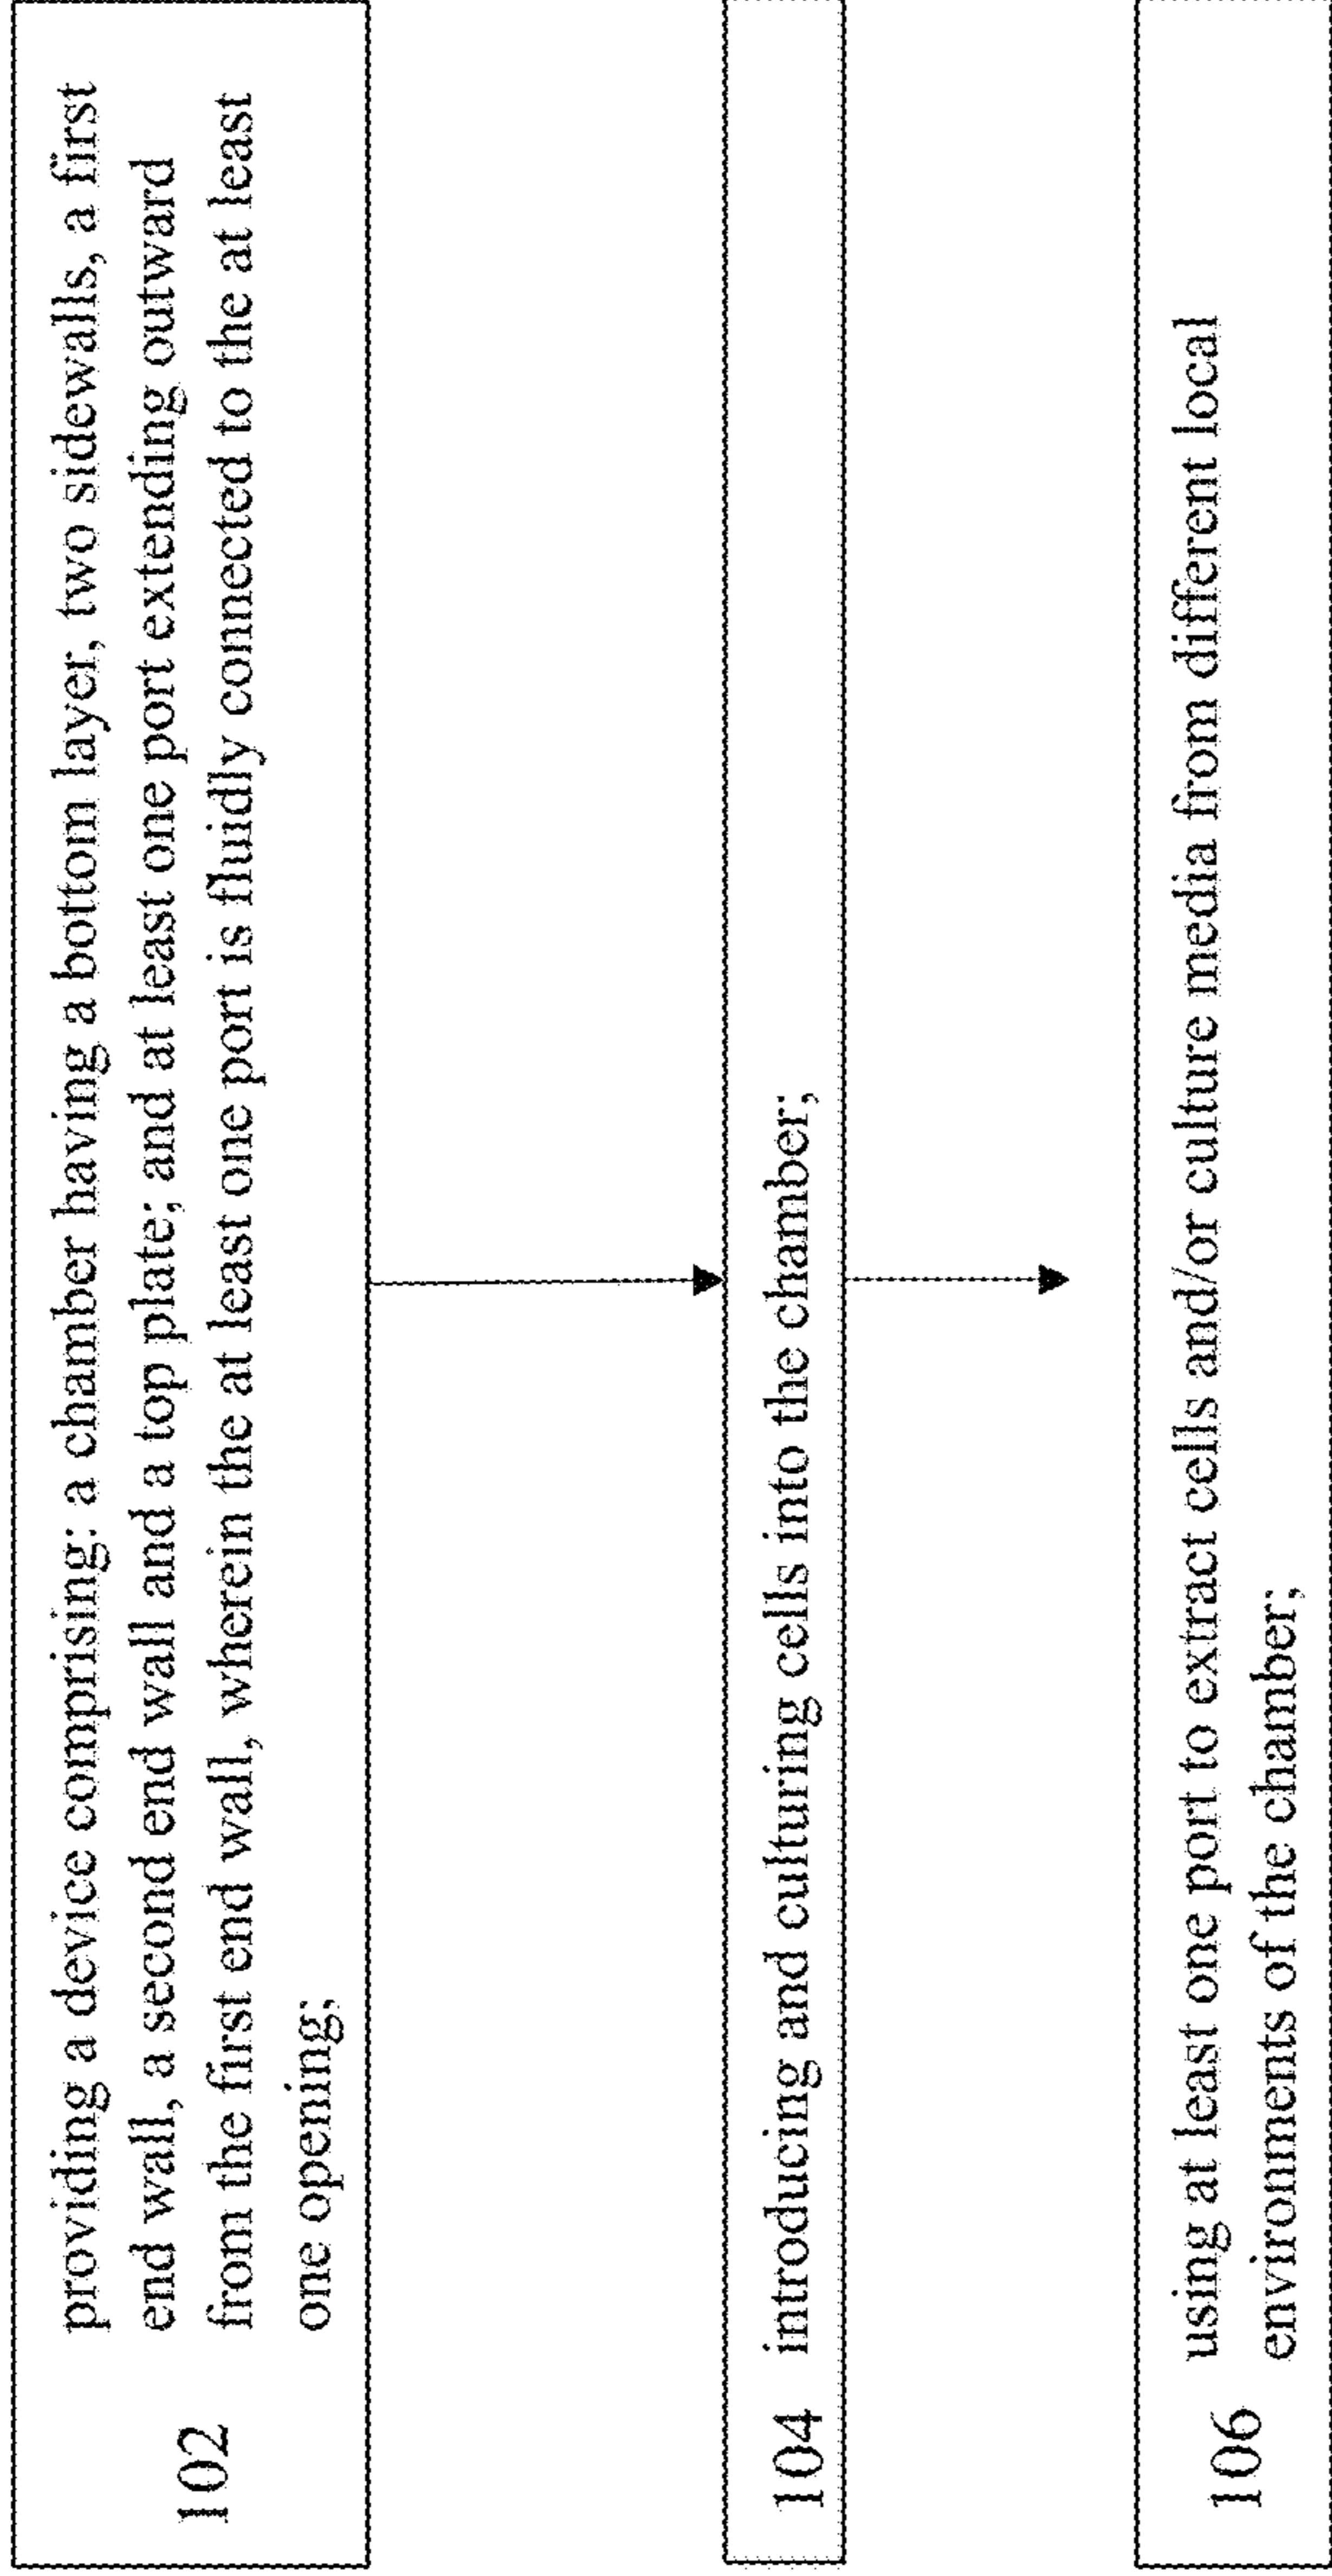 102
providing a device comprising: a chamber having a bottom layer, two sidewalls, a first
end wall, a second end wall and a top plate; and at least one port extending outward
from the first end wall, wherein the at least one port is fluidly connected to the at least
one opening;
104 introducing and culturing cells into the chamber;
106
using at least one port to extract cells and/or culture media from different local
environments of the chamber;